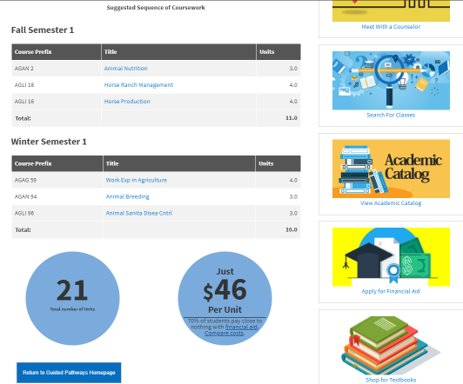 Suggested Sequence of Coursework
Fall Semester 1
Course Prefix Title Units
AGAN 2 Animal Nutrition 3.0
AGLI 18 Horse Ranch Management 4.0
AGLI 16 Horse Production 4.0
Total: 11.0
Winter Semester 1
Course Prefix Title Units
AGAG 59 Work Exp in Agriculture 4.0
AGAN 94 Animal Breeding 3.0
AGLI 96 Animal Sanita Disea Cntrl 3.0
Total: 10.0
21
Total number of Units
Just
$46
Per Unit
70% of students pay close to
nothing with financial aid.
Compare costs.
Return to Guided Pathways Homepage
Meet With a Counselor
Search For Classes
Academic
Catalog
View Academic Catalog
Apply for Financial Aid
Shop for Textbooks